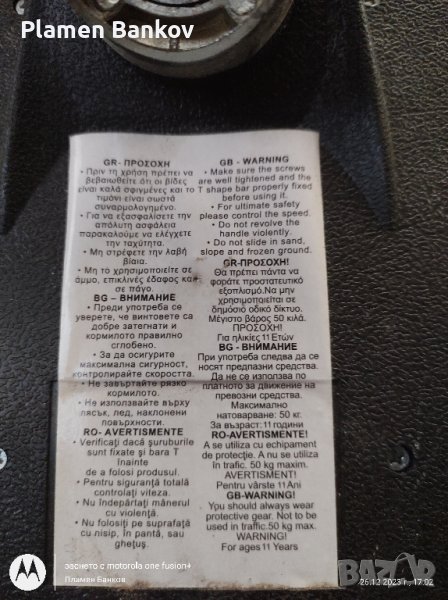 Plamen Bankov
GR- ΠΡΟΣΟΧΗ
• Πριν τη χρήση πρέπει να
βεβαιωθείτε ότι οι βίδες
είναι καλά σφιγμένες και το
τιμόνι είναι σωστά
συναρμολογημένο.
• Για να εξασφαλίσετε την
απόλυτη ασφάλεια
παρακαλούμε να ελέγχετε
την ταχύτητα.
• Μη στρέφετε την λαβή
βίαια.
• Μη το χρησιμοποιείτε σε
άμμο, επικλινές έδαφος και
σε πάγο.
BG – ВНИМАНИЕ
• Преди употреба се
уверете, че винтовете са
добре затегнати и
кормилото правилно
сглобено.
• За да осигурите
максимална сигурност,
контролирайте скоростта.
• Не завъртайте рязко
кормилото.
• Не използвайте върху
пясък, лед, наклонени
повърхности.
RO- AVERTISMENTE
• Verificaţi dacă şuruburile
sunt fixate şi bara T
înainte
de a folosi produsul.
• Pentru siguranţă totală
controlaţi viteza.
• Nu îndepărtaţi mânerul
cu violenţă.
• Nu folosiţi pe suprafaţă
cu nisip, în pantă, sau
gheţuş.
GB - WARNING
• Make sure the screws
are well tightened and the
T shape bar properly fixed
before using it.
• For ultimate safety
please control the speed.
• Do not revolve the
handle violently.
• Do not slide in sand,
slope and frozen ground.
GR-ΠΡΟΣΟΧΗ!
Θα πρέπει πάντα να
φοράτε προστατευτικό
εξοπλισμό.Να μην
χρησιμοποιείται σε
δημόσιο οδικό δίκτυο.
Μέγιστο βάρος 50 κιλά.
ΠΡΟΣΟΧΗ!
Για ηλικίες 11 Ετών
BG - ВНИМАНИЕ
При употреба следва да се
носят предпазни средства.
Да не се използва по
платното за движение на
превозни средства.
Максимално
натоварване: 50 кг.
За възраст: 11 години
RO-AVERTISMENTE!
A se utiliza cu echipament
de protecţie. A nu se utiliza
în trafic. 50 kg maxim.
AVERTISMENT!
Pentru vârste 11 Ani
GB-WARNING!
You should always wear
protective gear. Not to be
used in traffic.50 kg max.
WARNING!
For ages 11 Years
заснето с motorola one fusion+
Пламен Банков
26.12.2023 г., 17:02
BAZAR